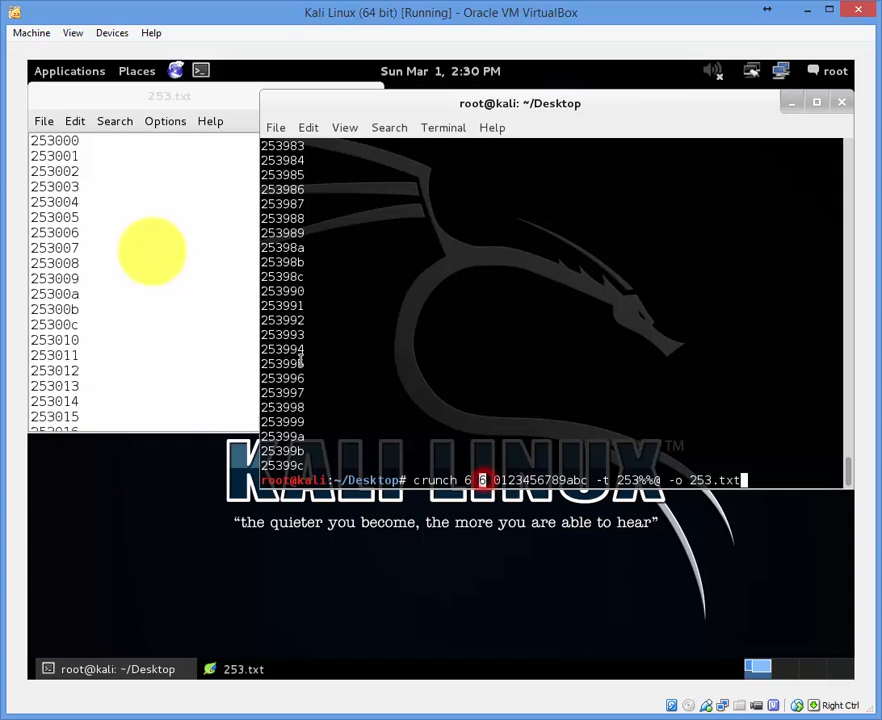 Kali Linux (64 bit) [Running] - Oracle VM VirtualBox
Machine View Devices Help
Applications Places Sun Mar 1, 2:30 PM root
253.txt
File Edit Search Options Help
253000
253001
253002
253003
253004
253005
253006
253007
253008
253009
25300a
25300b
25300c
253010
253011
253012
253013
253014
253015
253016
root@kali: ~/Desktop
File Edit View Search Terminal Help
253983
253984
253985
253986
253987
253988
253989
25398a
25398b
25398c
253990
253991
253992
253993
253994
253995
253996
253997
253998
253999
25399a
25399b
25399c
root@kali:~/Desktop# crunch 6 6 0123456789abc -t 253%%@ -o 253.txt
KALI LINUX™
“the quieter you become, the more you are able to hear”
root@kali: ~/Desktop 253.txt
Right Ctrl